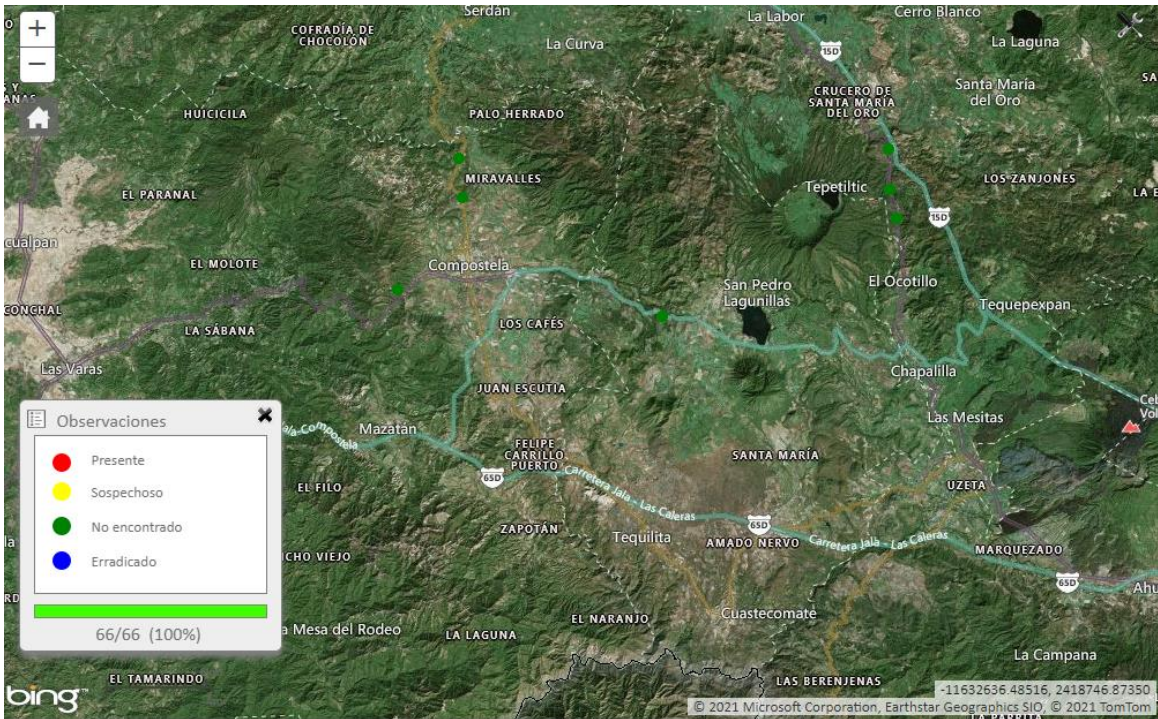 Serdán
La Labor
Cerro Blanco
COFRADÍA DE
CHOCOLÓN
La Curva
15D
La Laguna
CRUCERO DE
SANTA MARÍA
DEL ORO
Santa María
del Oro
HUICICILA
PALO HERRADO
MIRAVALLES
LOS ZANJONES
EL PARANAL
Tepetiltic
15D
EL MOLOTE
Compostela
San Pedro
Lagunillas
El Ocotillo
Tequepexpan
CONCHAL
LOS CAFÉS
LA SÁBANA
Las Varas
Chapalilla
JUAN ESCUTIA
Las Mesitas
Observaciones
Presente
Sospechoso
No encontrado
Erradicado
66/66 (100%)
Mazatán
FELIPE
CARRILLO
PUERTO
SANTA MARÍA
65D
Carretera Jala - Las Caleras
EL FILO
UZETA
ZAPOTÁN
Tequilita
65D
AMADO NERVO
Carretera Jala - Las Caleras
MARQUEZADO
65D
CHO VIEJO
Cuastecomate
EL NARANJO
a Mesa del Rodeo
LA LAGUNA
La Campana
EL TAMARINDO
LAS BERENJENAS
bing
-11632636.48516, 2418746.87350
© 2021 Microsoft Corporation, Earthstar Geographics SIO, © 2021 TomTom